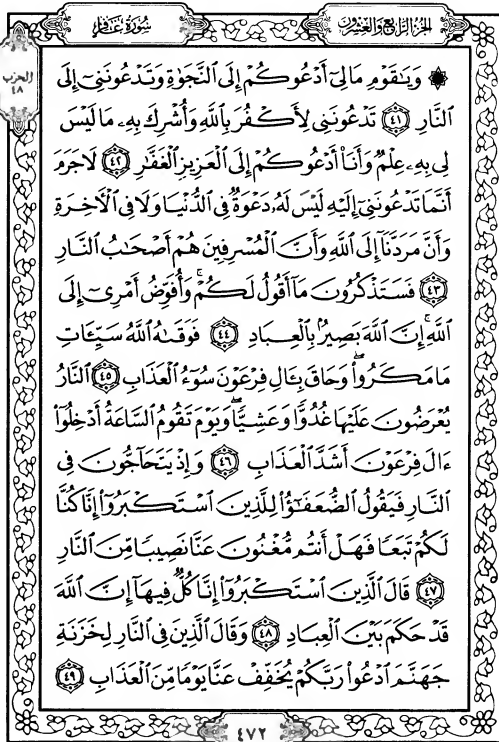 الجزء الرابع والعشرون
سورة غافر
الحزب
٤٨
۞ وَيَٰقَوْمِ مَا لِىٓ أَدْعُوكُمْ إِلَى ٱلنَّجَوٰةِ وَتَدْعُونَنِىٓ إِلَى
ٱلنَّارِ ٤١ تَدْعُونَنِى لِأَكْفُرَ بِٱللَّهِ وَأُشْرِكَ بِهِۦ مَا لَيْسَ
لِى بِهِۦ عِلْمٌ وَأَنَا۠ أَدْعُوكُمْ إِلَى ٱلْعَزِيزِ ٱلْغَفَّٰرِ ٤٢ لَا جَرَمَ
أَنَّمَا تَدْعُونَنِىٓ إِلَيْهِ لَيْسَ لَهُۥ دَعْوَةٌ فِى ٱلدُّنْيَا وَلَا فِى ٱلْءَاخِرَةِ
وَأَنَّ مَرَدَّنَآ إِلَى ٱللَّهِ وَأَنَّ ٱلْمُسْرِفِينَ هُمْ أَصْحَٰبُ ٱلنَّارِ
٤٣ فَسَتَذْكُرُونَ مَآ أَقُولُ لَكُمْ ۚ وَأُفَوِّضُ أَمْرِىٓ إِلَى
ٱللَّهِ ۚ إِنَّ ٱللَّهَ بَصِيرٌۢ بِٱلْعِبَادِ ٤٤ فَوَقَىٰهُ ٱللَّهُ سَيِّـَٔاتِ
مَا مَكَرُوا۟ ۖ وَحَاقَ بِـَٔالِ فِرْعَوْنَ سُوٓءُ ٱلْعَذَابِ ٤٥ ٱلنَّارُ
يُعْرَضُونَ عَلَيْهَا غُدُوًّا وَعَشِيًّا ۖ وَيَوْمَ تَقُومُ ٱلسَّاعَةُ أَدْخِلُوٓا۟
ءَالَ فِرْعَوْنَ أَشَدَّ ٱلْعَذَابِ ٤٦ وَإِذْ يَتَحَآجُّونَ فِى
ٱلنَّارِ فَيَقُولُ ٱلضُّعَفَٰٓؤُا۟ لِلَّذِينَ ٱسْتَكْبَرُوٓا۟ إِنَّا كُنَّا
لَكُمْ تَبَعًا فَهَلْ أَنتُم مُّغْنُونَ عَنَّا نَصِيبًا مِّنَ ٱلنَّارِ
٤٧ قَالَ ٱلَّذِينَ ٱسْتَكْبَرُوٓا۟ إِنَّا كُلٌّ فِيهَآ إِنَّ ٱللَّهَ
قَدْ حَكَمَ بَيْنَ ٱلْعِبَادِ ٤٨ وَقَالَ ٱلَّذِينَ فِى ٱلنَّارِ لِخَزَنَةِ
جَهَنَّمَ ٱدْعُوا۟ رَبَّكُمْ يُخَفِّفْ عَنَّا يَوْمًا مِّنَ ٱلْعَذَابِ ٤٩
٤٧٢